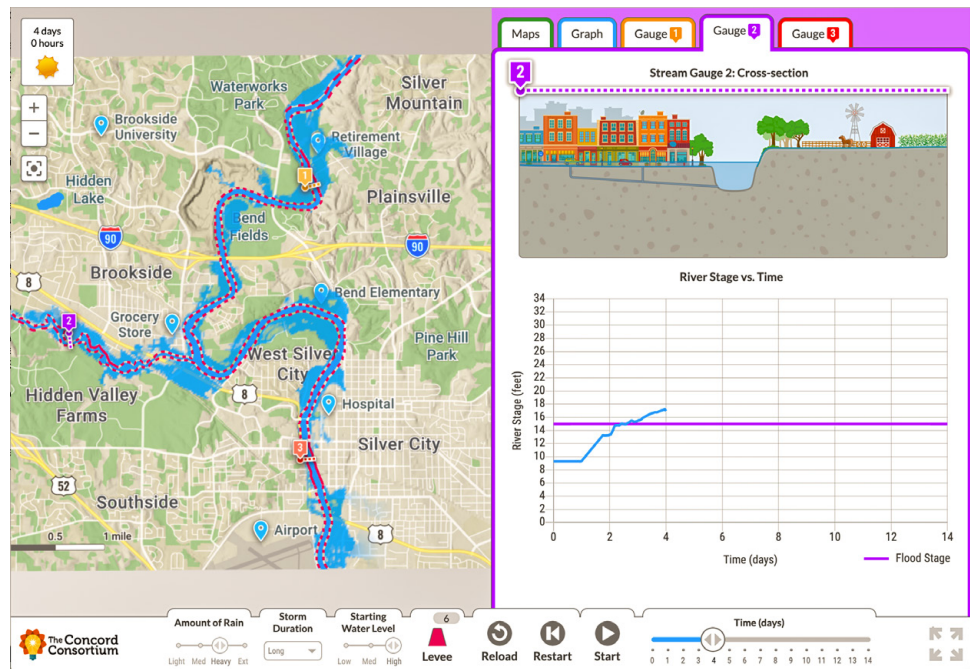 4 days
0 hours
+
−
Waterworks
Park
Silver
Mountain
Brookside
University
Retirement
Village
1
Hidden
Lake
Plainsville
Bend
Fields
90
90
Brookside
8
Bend Elementary
2
Grocery
Store
Pine Hill
Park
West Silver
City
Hidden Valley
Farms
8
Hospital
3
Silver City
52
Southside
0.5
1 mile
Airport
8
Maps
Graph
Gauge 1
Gauge 2
Gauge 3
2
Stream Gauge 2: Cross-section
River Stage vs. Time
River Stage (feet)
34
32
30
28
26
24
22
20
18
16
14
12
10
8
6
4
2
0
0 2 4 6 8 10 12 14
Time (days)
Flood Stage
The Concord
Consortium
Amount of Rain
Light Med Heavy Ext
Storm
Duration
Long
Starting
Water Level
Low Med High
6
Levee
Reload
Restart
Start
Time (days)
0 1 2 3 4 5 6 7 8 9 10 11 12 13 14